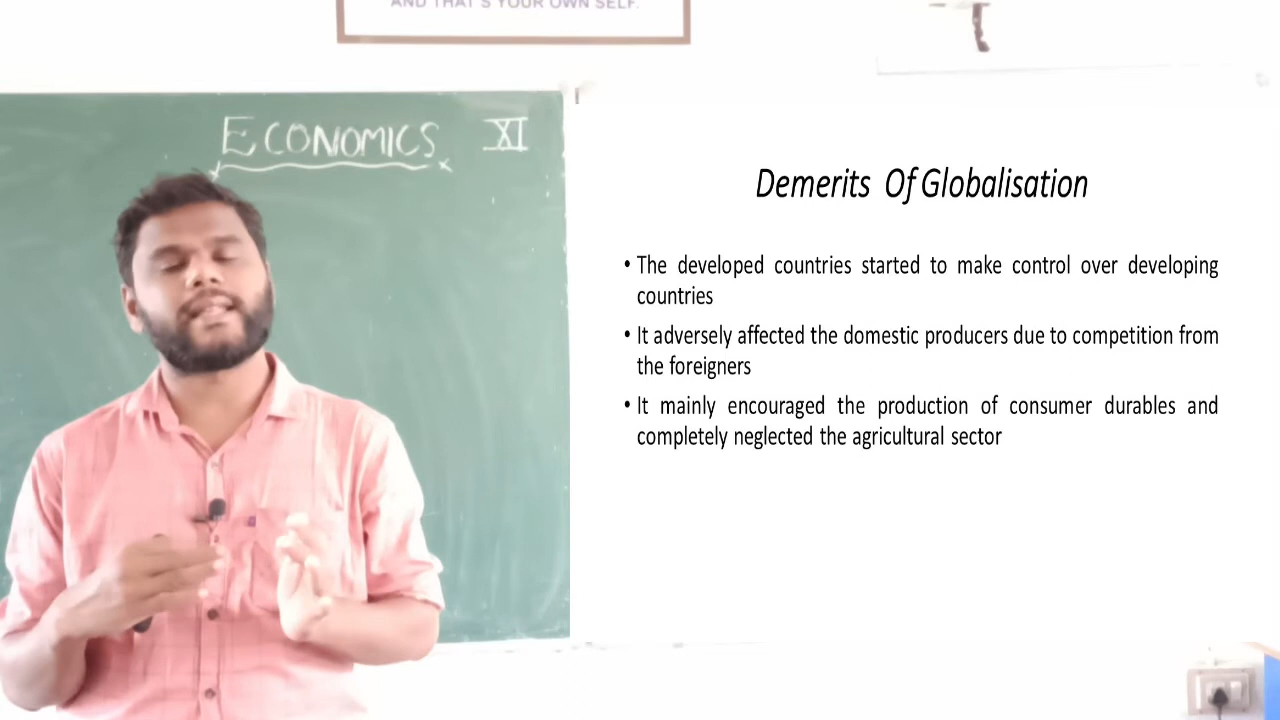 AND THAT'S YOUR OWN SELF.
ECONOMICS XI
Demerits Of Globalisation
• The developed countries started to make control over developing
countries
• It adversely affected the domestic producers due to competition from
the foreigners
• It mainly encouraged the production of consumer durables and
completely neglected the agricultural sector